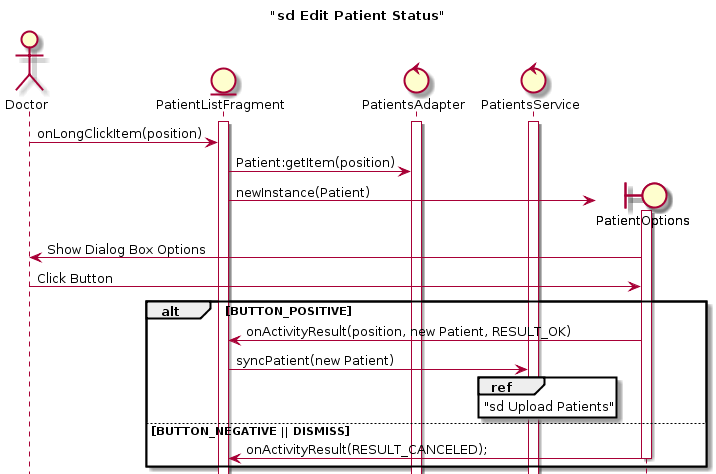 "sd Edit Patient Status"
Doctor
PatientListFragment
PatientsAdapter
PatientsService
onLongClickItem(position)
Patient:getItem(position)
newInstance(Patient)
PatientOptions
Show Dialog Box Options
Click Button
alt [BUTTON_POSITIVE]
onActivityResult(position, new Patient, RESULT_OK)
syncPatient(new Patient)
ref
"sd Upload Patients"
[BUTTON_NEGATIVE || DISMISS]
onActivityResult(RESULT_CANCELED);